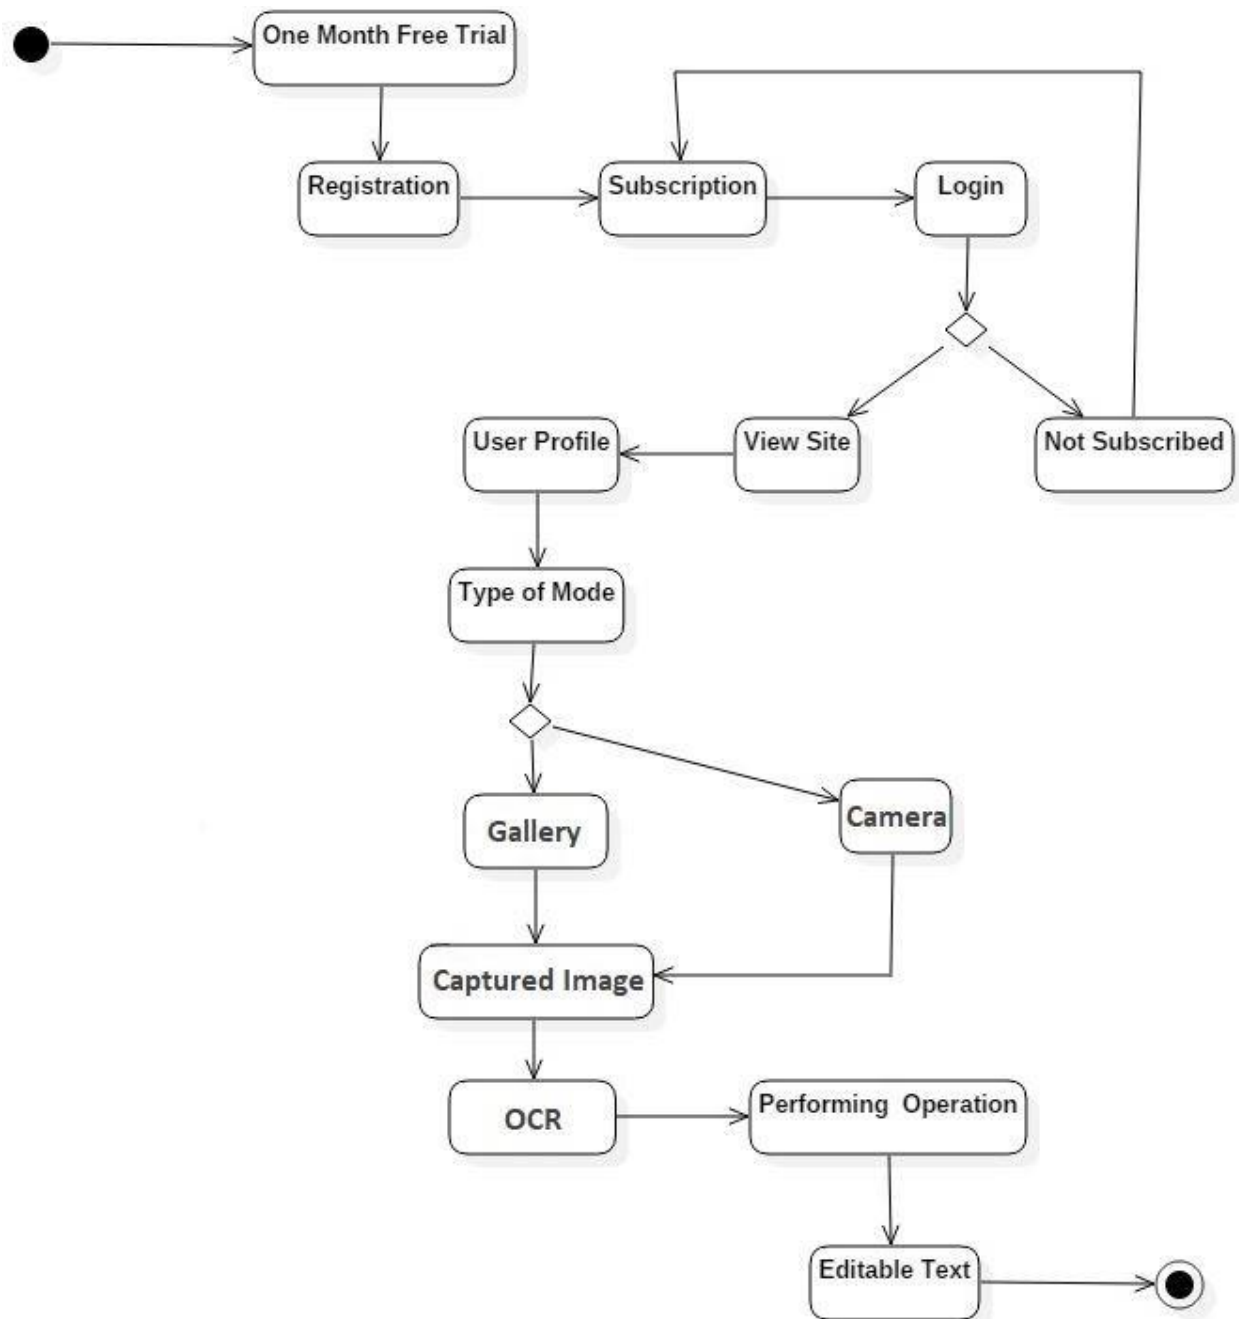 One Month Free Trial
Registration
Subscription
Login
User Profile
View Site
Not Subscribed
Type of Mode
Gallery
Camera
Captured Image
OCR
Performing  Operation
Editable Text